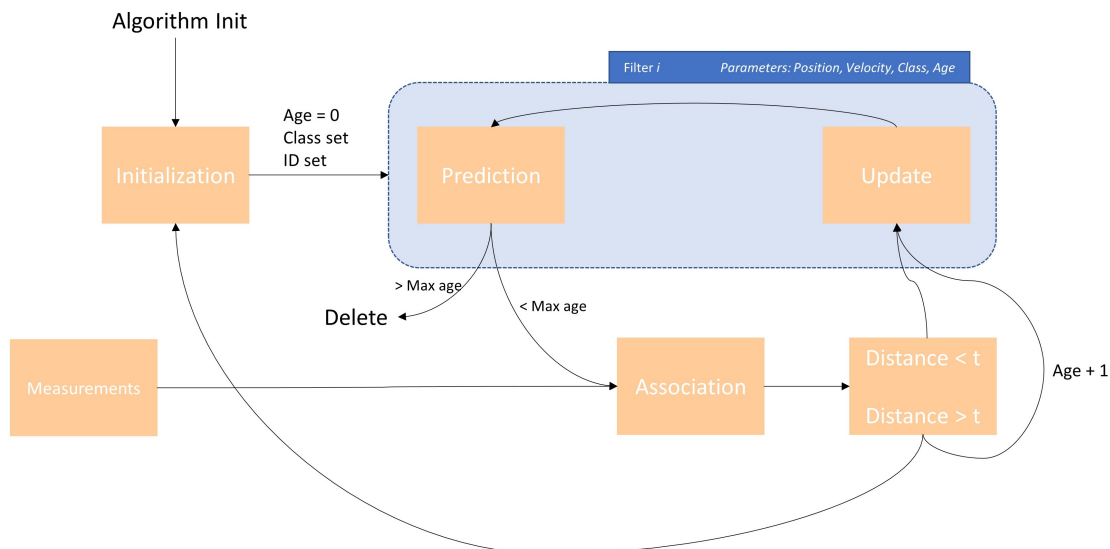 Algorithm Init
Filter i Parameters: Position, Velocity, Class, Age
Age = 0
Class set
ID set
Initialization
Prediction
Update
> Max age
< Max age
Delete
Measurements
Association
Distance < t
Distance > t
Age + 1